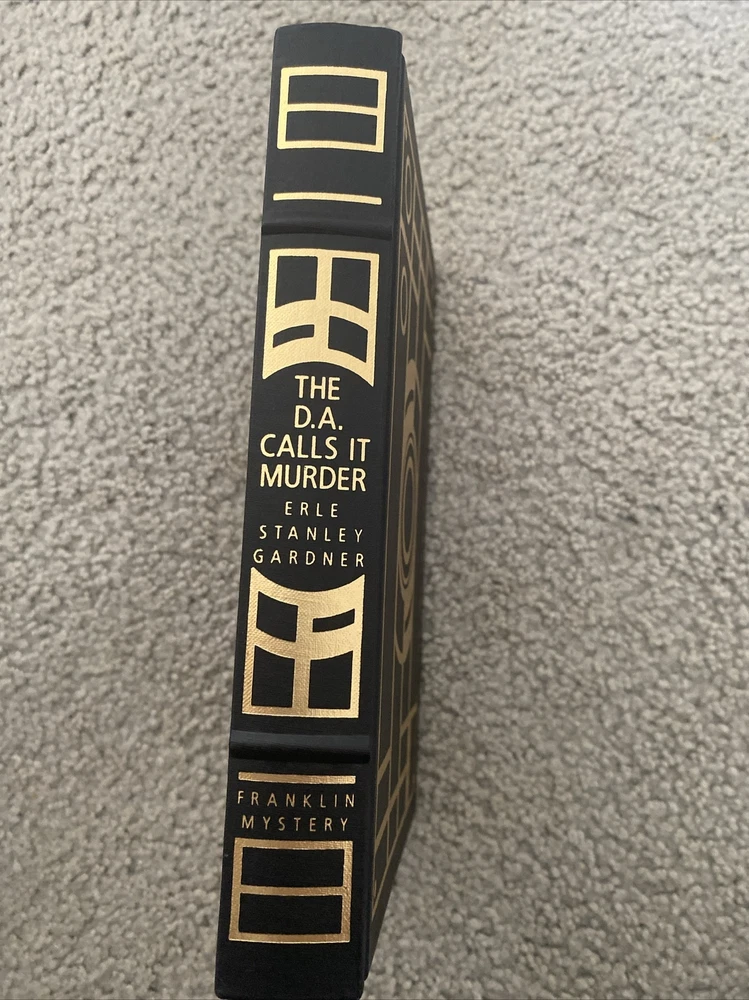 THE
D.A.
CALLS IT
MURDER
ERLE
STANLEY
GARDNER
FRANKLIN
MYSTERY